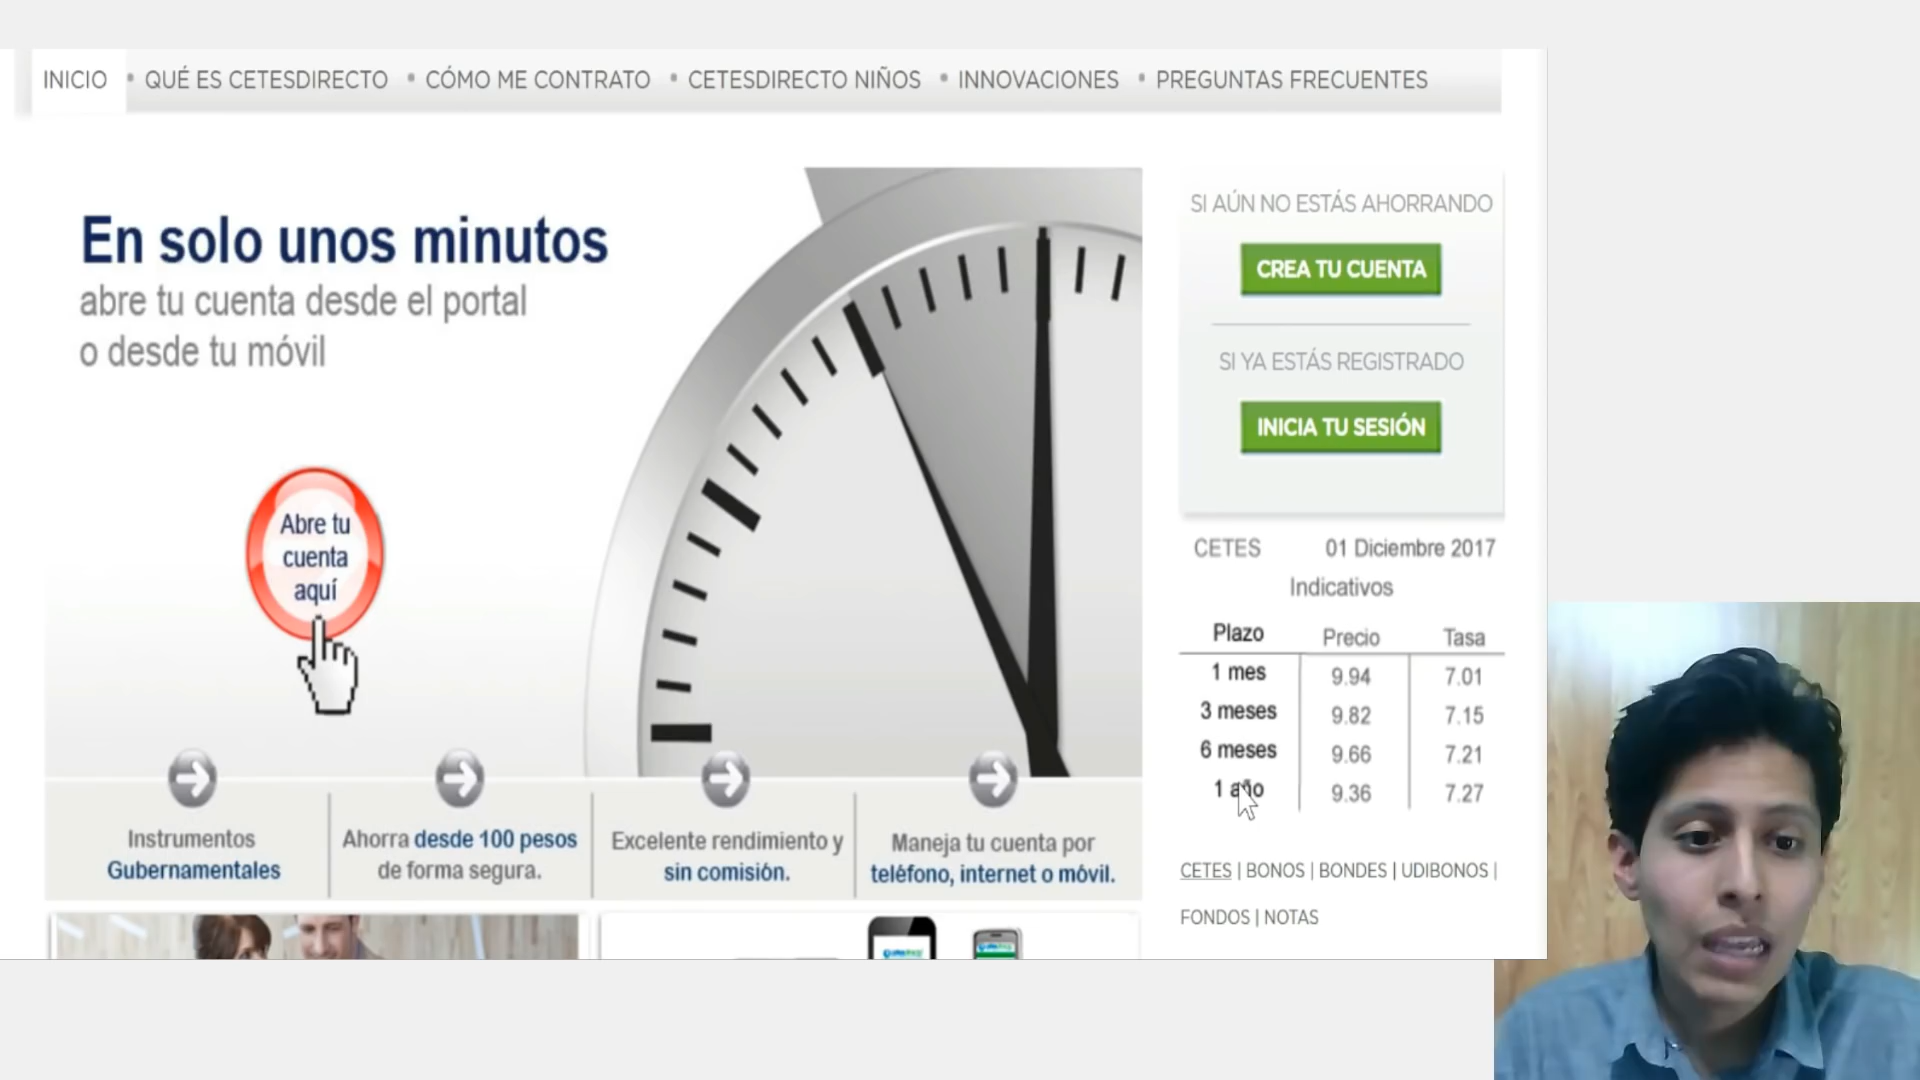 INICIO • QUÉ ES CETESDIRECTO • CÓMO ME CONTRATO • CETESDIRECTO NIÑOS • INNOVACIONES • PREGUNTAS FRECUENTES
En solo unos minutos
abre tu cuenta desde el portal
o desde tu móvil
Abre tu
cuenta
aquí
Instrumentos
Gubernamentales
Ahorra desde 100 pesos
de forma segura.
Excelente rendimiento y
sin comisión.
Maneja tu cuenta por
teléfono, internet o móvil.
SI AÚN NO ESTÁS AHORRANDO
CREA TU CUENTA
SI YA ESTÁS REGISTRADO
INICIA TU SESIÓN
CETES 01 Diciembre 2017
Indicativos
Plazo Precio Tasa
1 mes 9.94 7.01
3 meses 9.82 7.15
6 meses 9.66 7.21
1 año 9.36 7.27
CETES | BONOS | BONDES | UDIBONOS |
FONDOS | NOTAS